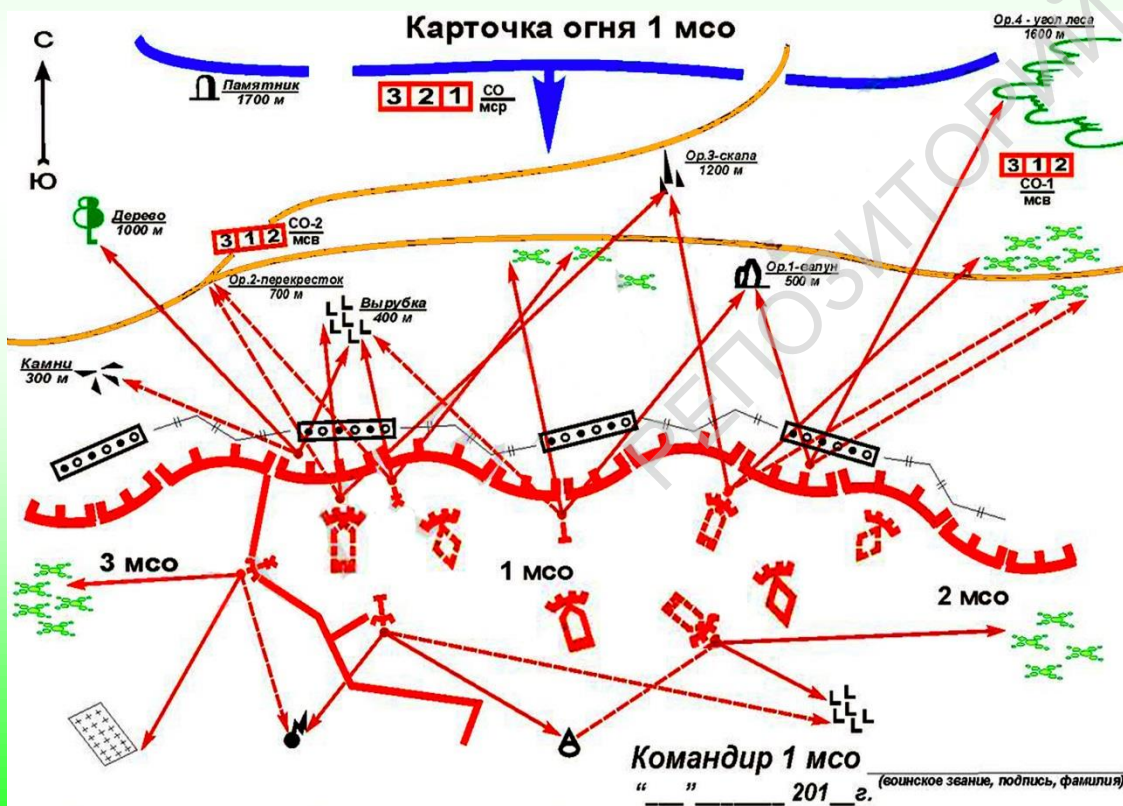 Карточка огня 1 мсо
Ор.4 - угол леса
1600 м
С
Ю
Памятник
1700 м
3 2 1 СО
мср
Ор.3-скала
1200 м
3 1 2
СО-1
мсв
Дерево
1000 м
3 1 2 СО-2
мсв
Ор.2-перекресток
700 м
Ор.1-валун
500 м
Вырубка
400 м
Камни
300 м
3 мсо
1 мсо
2 мсо
Командир 1 мсо
(воинское звание, подпись, фамилия)
“___”_______ 201__г.
РЕПОЗИТОРИЙ